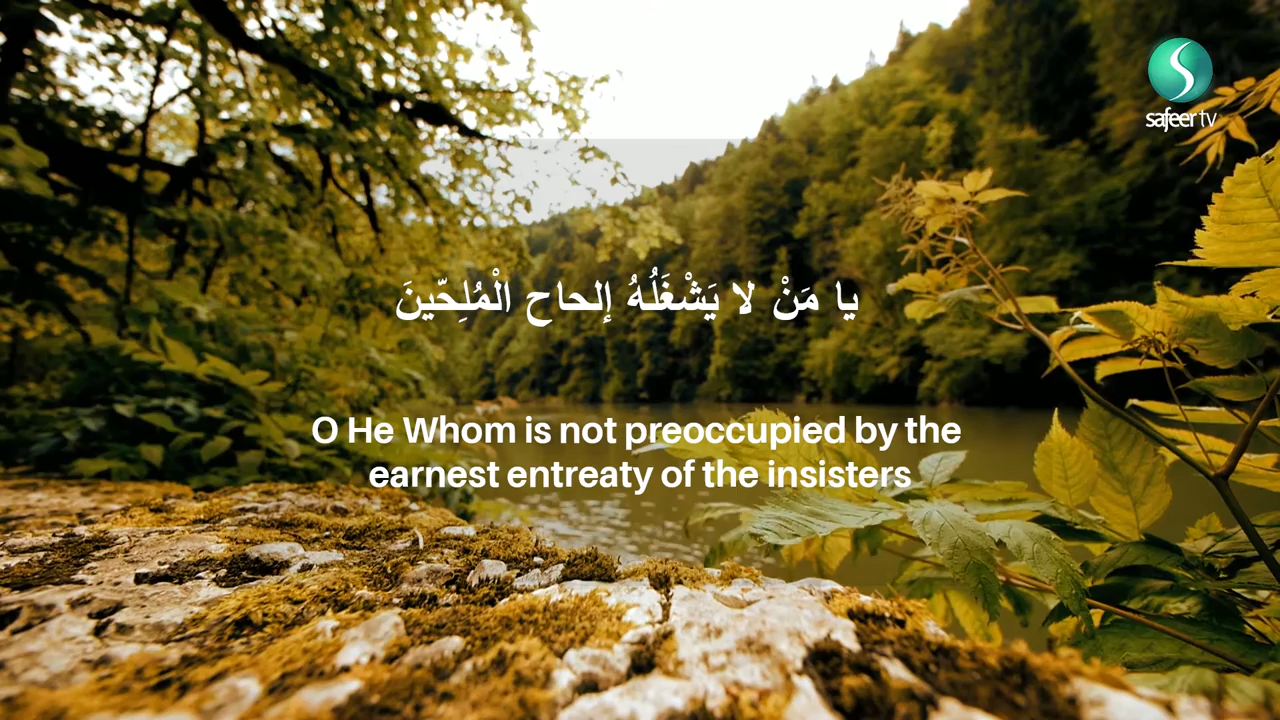 safeer tv
يا مَنْ لا يَشْغَلُهُ إلحاح الْمُلِحّينَ
O He Whom is not preoccupied by the
earnest entreaty of the insisters